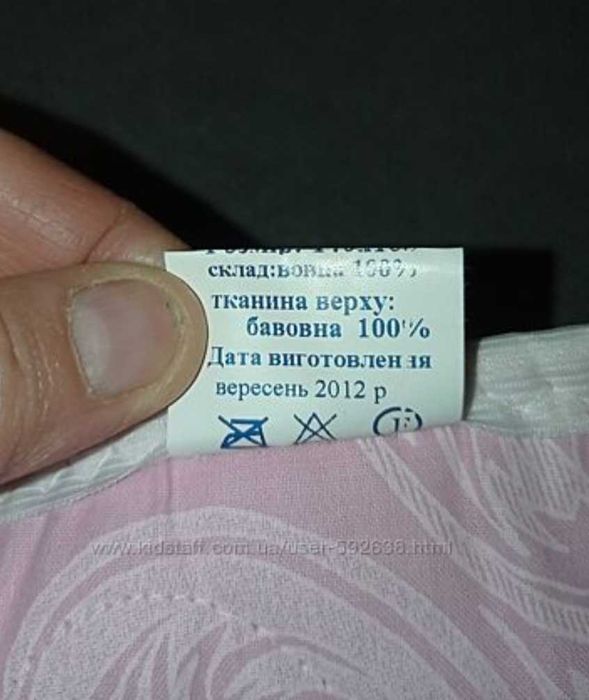 склад:вовна 100%
тканина верху:
бавовна 100%
Дата виготовлення
вересень 2012 р
www.kidstaff.com.ua/user-592638.html